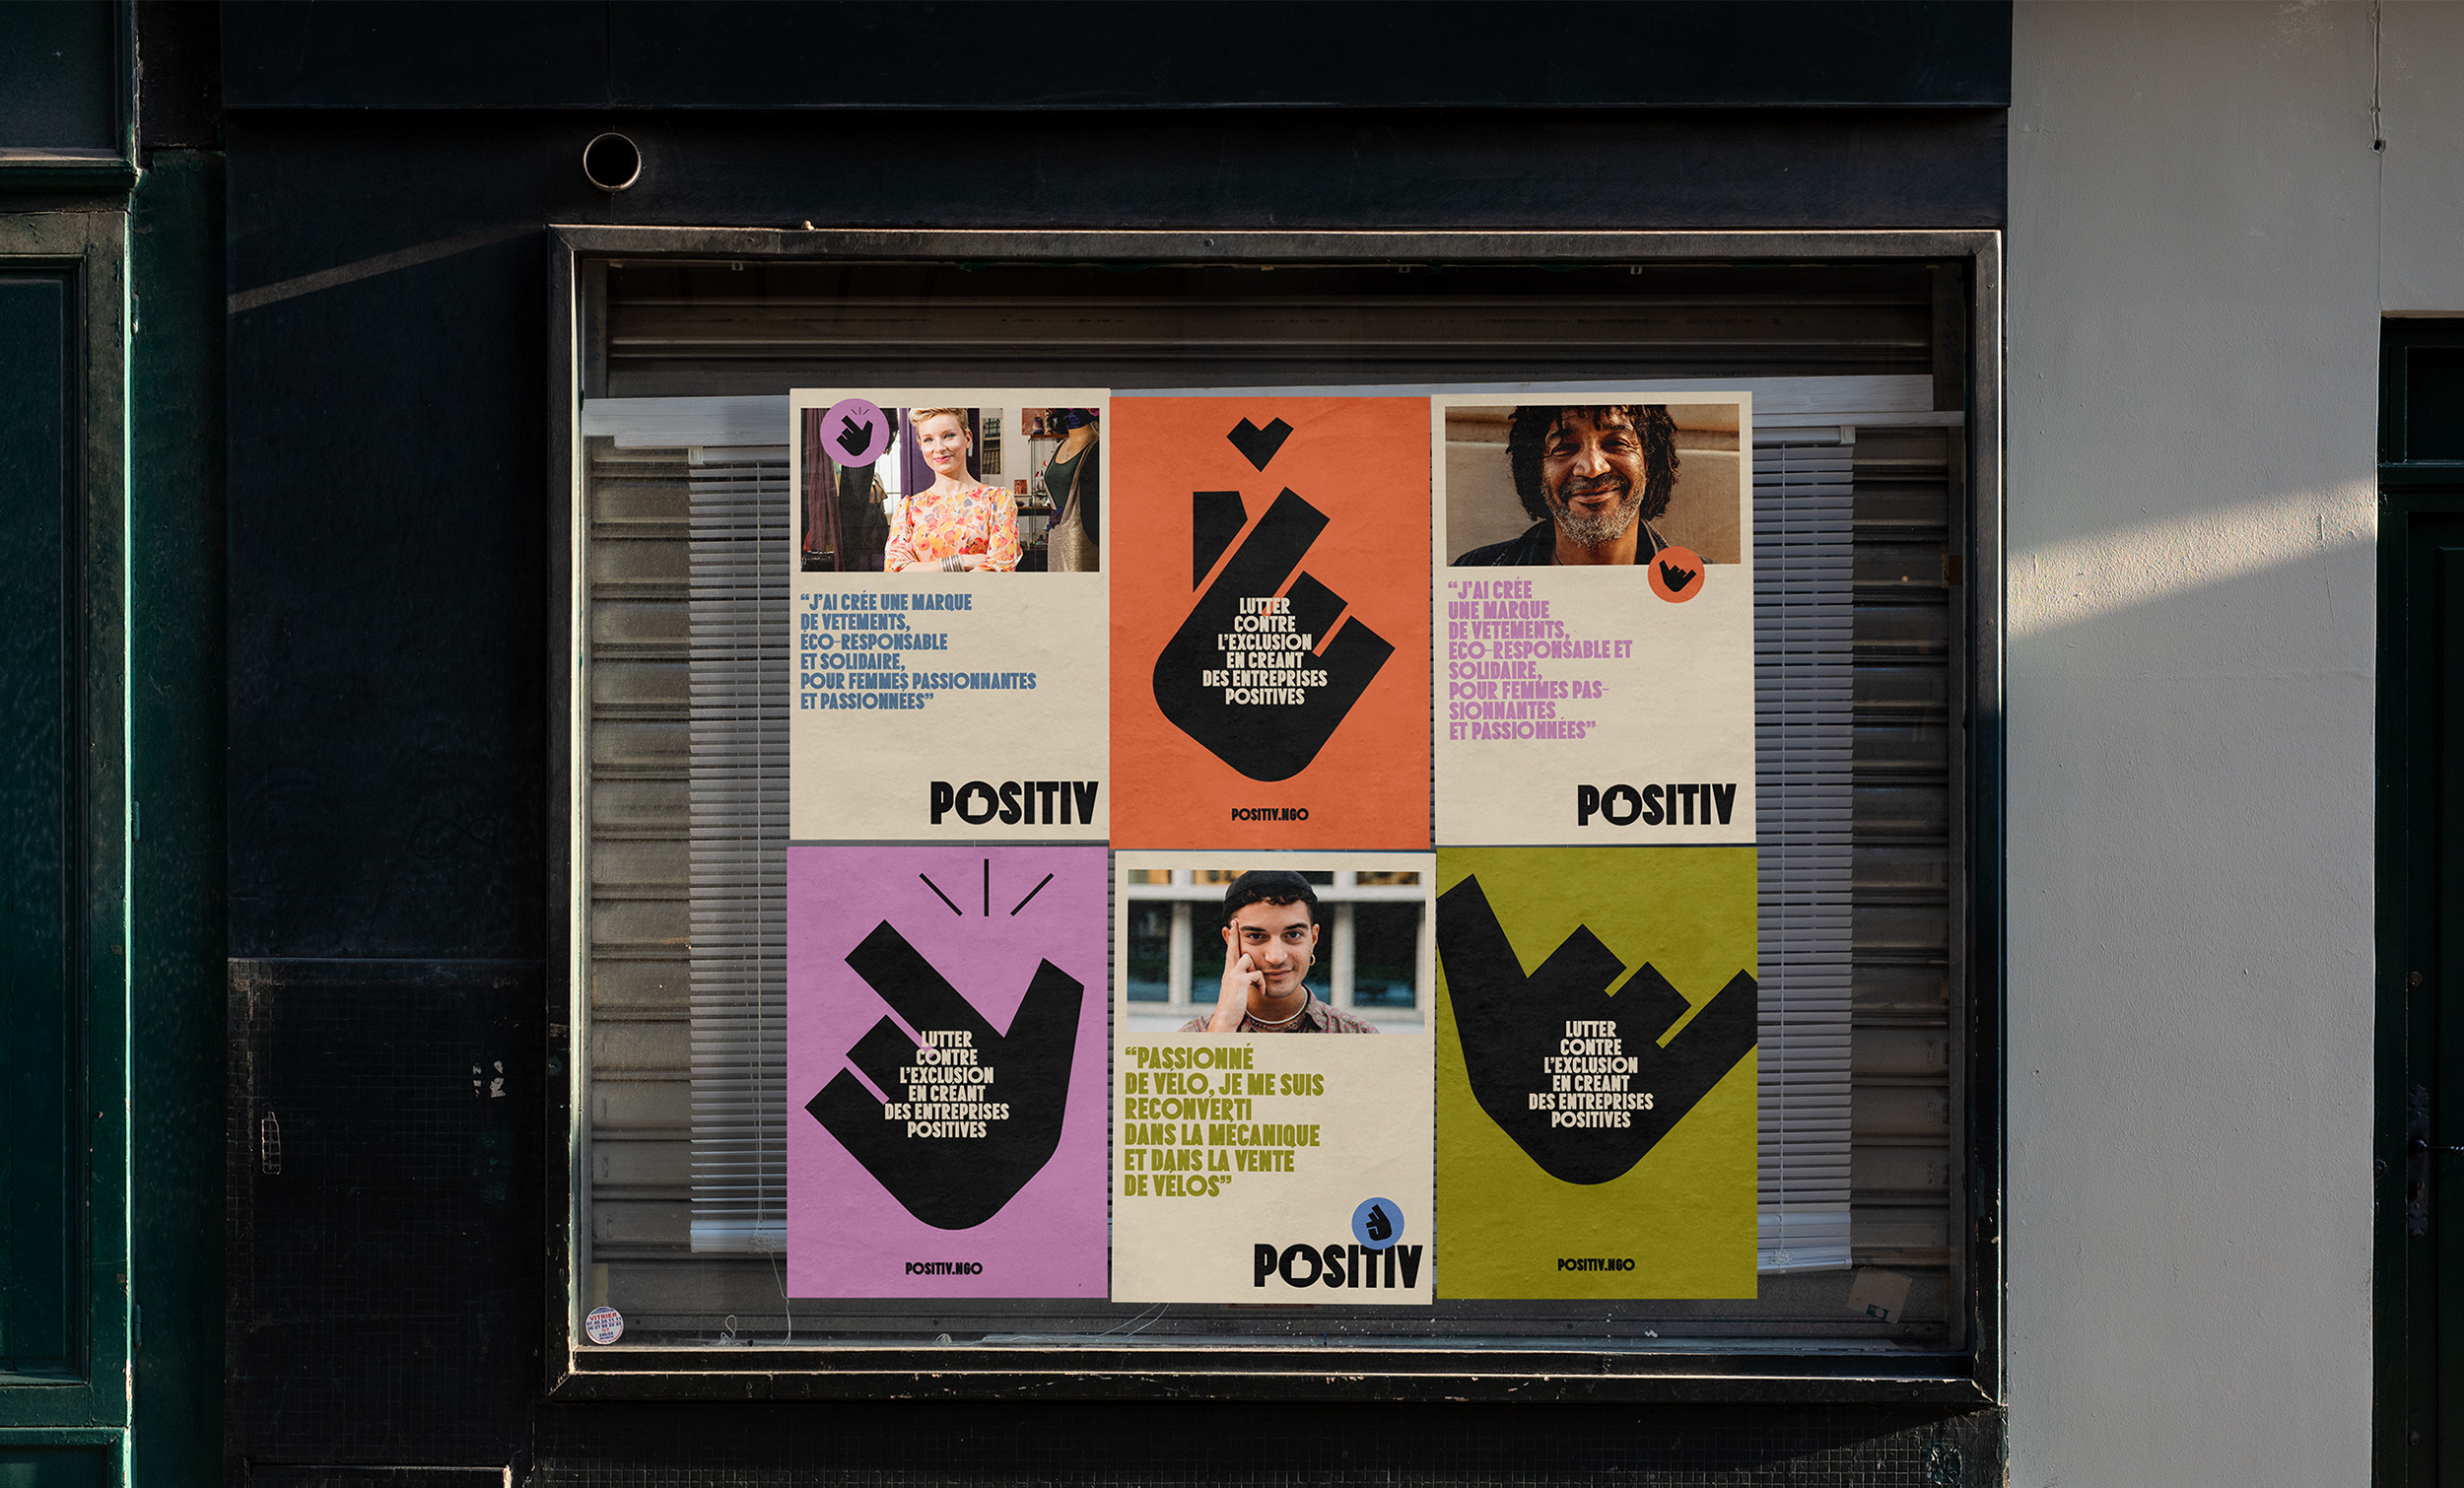 “J’AI CRÉE UNE MARQUE
DE VETEMENTS,
ÉCO-RESPONSABLE
ET SOLIDAIRE,
POUR FEMMES PASSIONNANTES
ET PASSIONNÉES”
POSITIV
LUTTER
CONTRE
L’EXCLUSION
EN CRÉANT
DES ENTREPRISES
POSITIVES
POSITIV.NGO
“J’AI CRÉE
UNE MARQUE
DE VETEMENTS,
ÉCO-RESPONSABLE ET
SOLIDAIRE,
POUR FEMMES PAS-
SIONNANTES
ET PASSIONNÉES”
POSITIV
LUTTER
CONTRE
L’EXCLUSION
EN CRÉANT
DES ENTREPRISES
POSITIVES
POSITIV.NGO
“PASSIONNÉ
DE VÉLO, JE ME SUIS
RECONVERTI
DANS LA MÉCANIQUE
ET DANS LA VENTE
DE VÉLOS”
POSITIV
LUTTER
CONTRE
L’EXCLUSION
EN CRÉANT
DES ENTREPRISES
POSITIVES
POSITIV.NGO
VITRIER